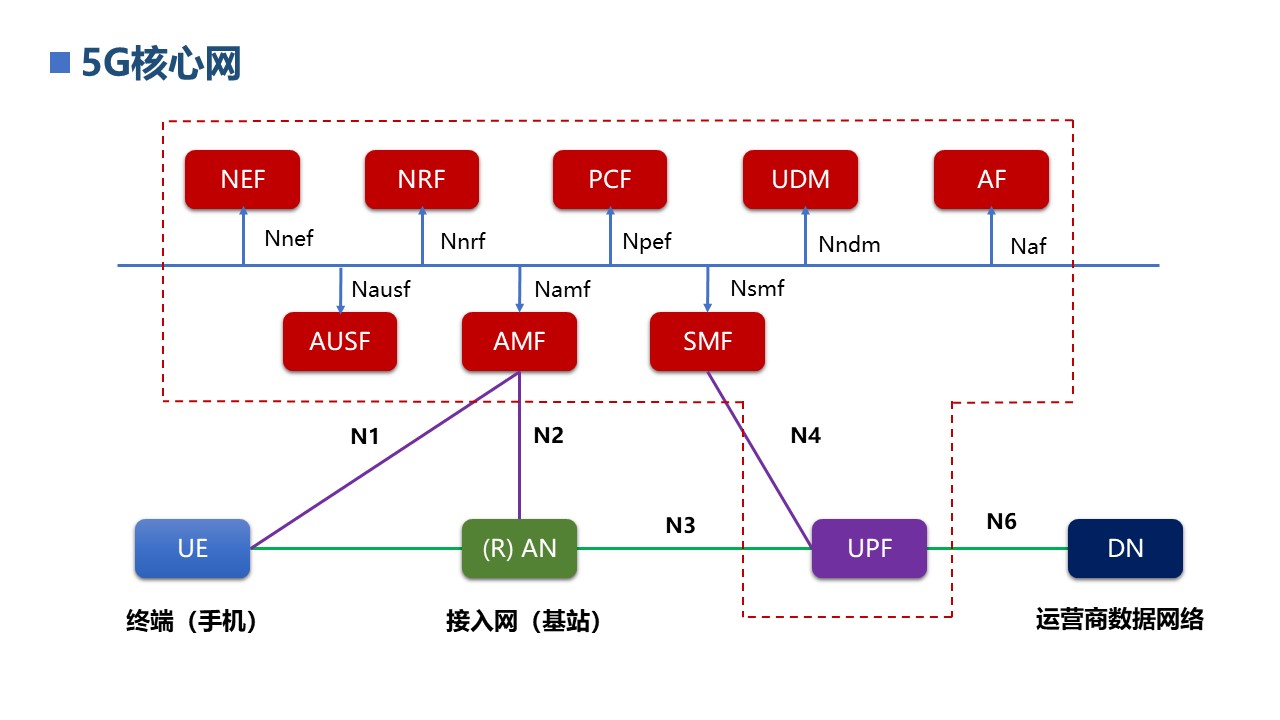 5G核心网
NEF
NRF
PCF
UDM
AF
Nnef
Nnrf
Npef
Nndm
Naf
Nausf
Namf
Nsmf
AUSF
AMF
SMF
N1
N2
N4
N3
N6
UE
(R) AN
UPF
DN
终端（手机）
接入网（基站）
运营商数据网络